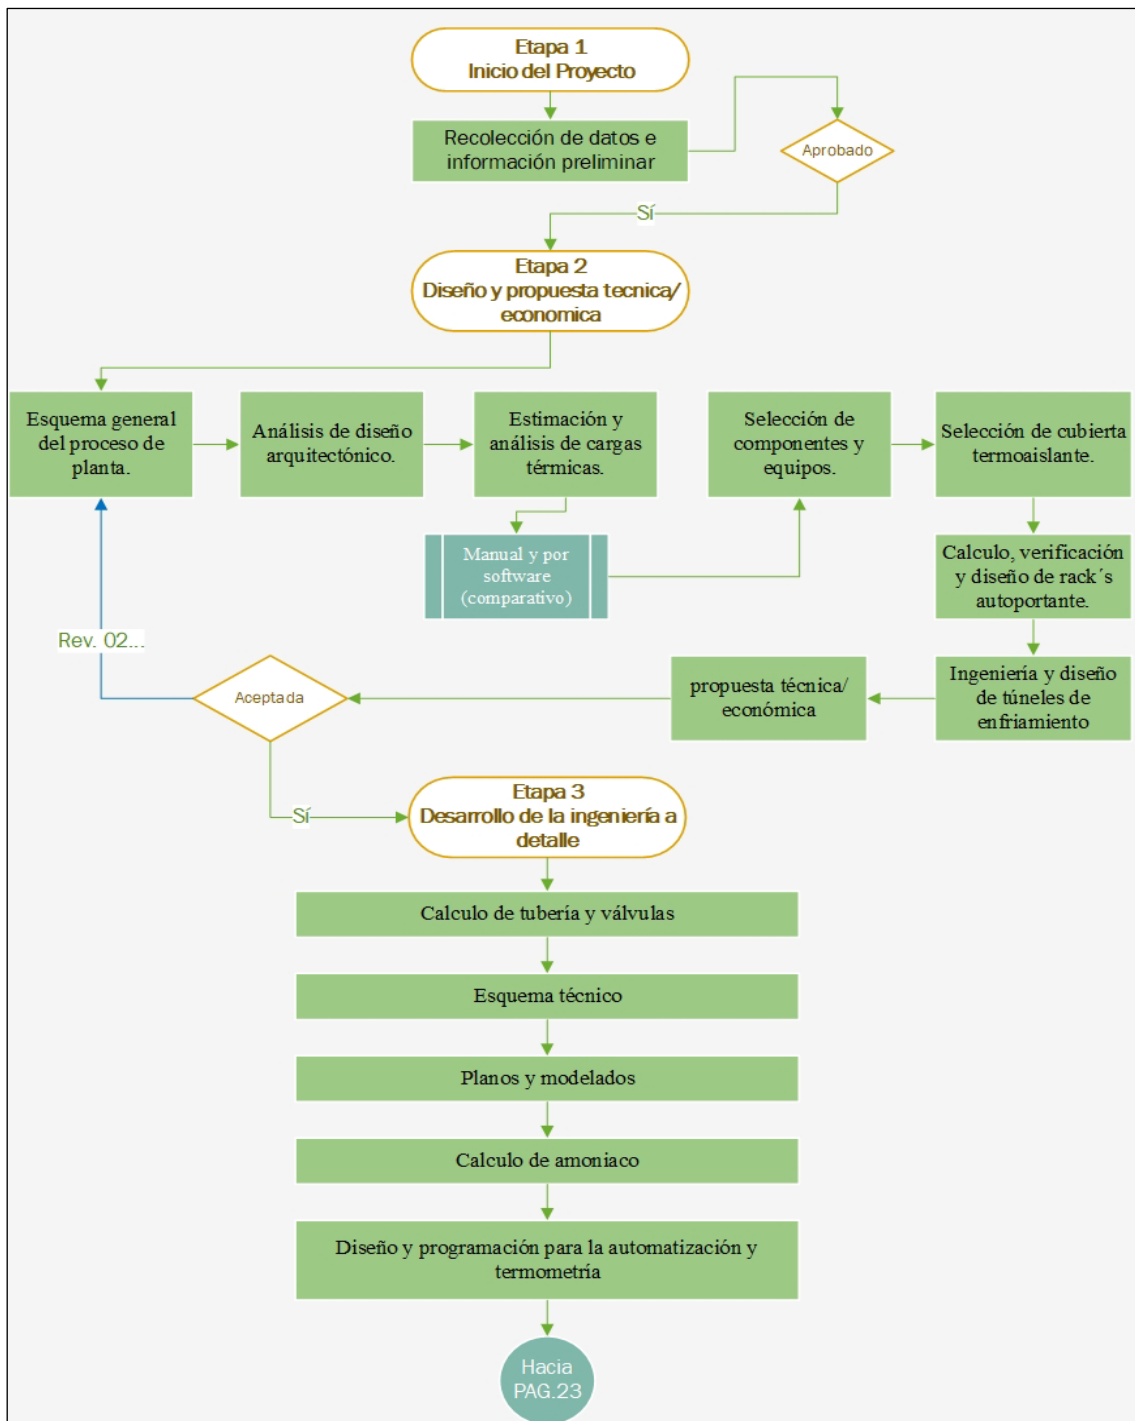 Etapa 1
Inicio del Proyecto
Recolección de datos e
información preliminar
Aprobado
Sí
Etapa 2
Diseño y propuesta tecnica/
economica
Esquema general
del proceso de
planta.
Análisis de diseño
arquitectónico.
Estimación y
análisis de cargas
térmicas.
Manual y por
software
(comparativo)
Selección de
componentes y
equipos.
Selección de cubierta
termoaislante.
Calculo, verificación
y diseño de rack´s
autoportante.
Ingeniería y diseño
de túneles de
enfriamiento
propuesta técnica/
económica
Aceptada
Rev. 02...
Sí
Etapa 3
Desarrollo de la ingeniería a
detalle
Calculo de tubería y válvulas
Esquema técnico
Planos y modelados
Calculo de amoniaco
Diseño y programación para la automatización y
termometría
Hacia
PAG.23